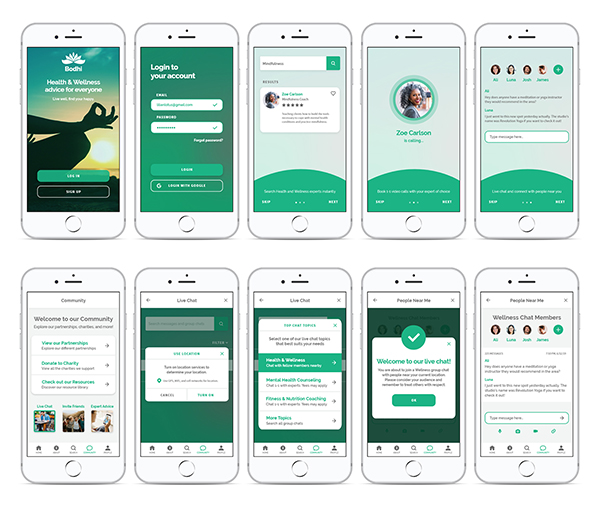 Bodhi
Health & Wellness
advice for everyone
Live well, find your happy.
LOG IN
SIGN UP
Login to
your account
EMAIL
PASSWORD
Forgot password?
LOGIN
LOGIN WITH GOOGLE
Mindfulness
RESULTS
Zoe Carlson
Mindfulness Coach
Search Health and Wellness experts instantly
SKIP
NEXT
Zoe Carlson
is calling...
Book 1:1 video calls with your expert of choice
SKIP
NEXT
Ali
Luna
Josh
James
Ali
Hey does anyone have a meditation or yoga
instructor they would recommend in the area?
Luna
I just went to this new spot yesterday actually. The studio's
name was Revolution Yoga if you want to check it out!
Type message here...
Live chat and connect with people near you
SKIP
NEXT
Community
Welcome to our Community
Explore our partnerships, charities, and more!
View our Partnerships
Explore our different partnerships
Donate to Charity
View all the charities we support
Check out our Resources
Explore our resource library
Live Chat
Invite Friends
Expert Advice
Live Chat
FILTER
USE LOCATION
Turn on location services to
determine your location.
CANCEL
TURN ON
Live Chat
TOP CHAT TOPICS
Select one of our live chat topics
that best suits your needs.
Health & Wellness
Chat with fellow members nearby
Mental Health Counseling
Chat 1-1 with experts. Fees may apply
Fitness & Nutrition Coaching
Chat 1-1 with experts. Fees may apply
More Topics
Search all group chats
People Near Me
Welcome to our live chat!
You are about to join a Wellness group chat
with people near your current location.
Please consider your audience and
remember to treat others with respect!
OK
People Near Me
Wellness Chat Members
Ali
Luna
Josh
James
Ali
Hey does anyone have a meditation or yoga
instructor they would recommend in the area?
Luna
I just went to this new spot yesterday actually. The
studio's name was Revolution Yoga if you want to
check it out!
Type message here...